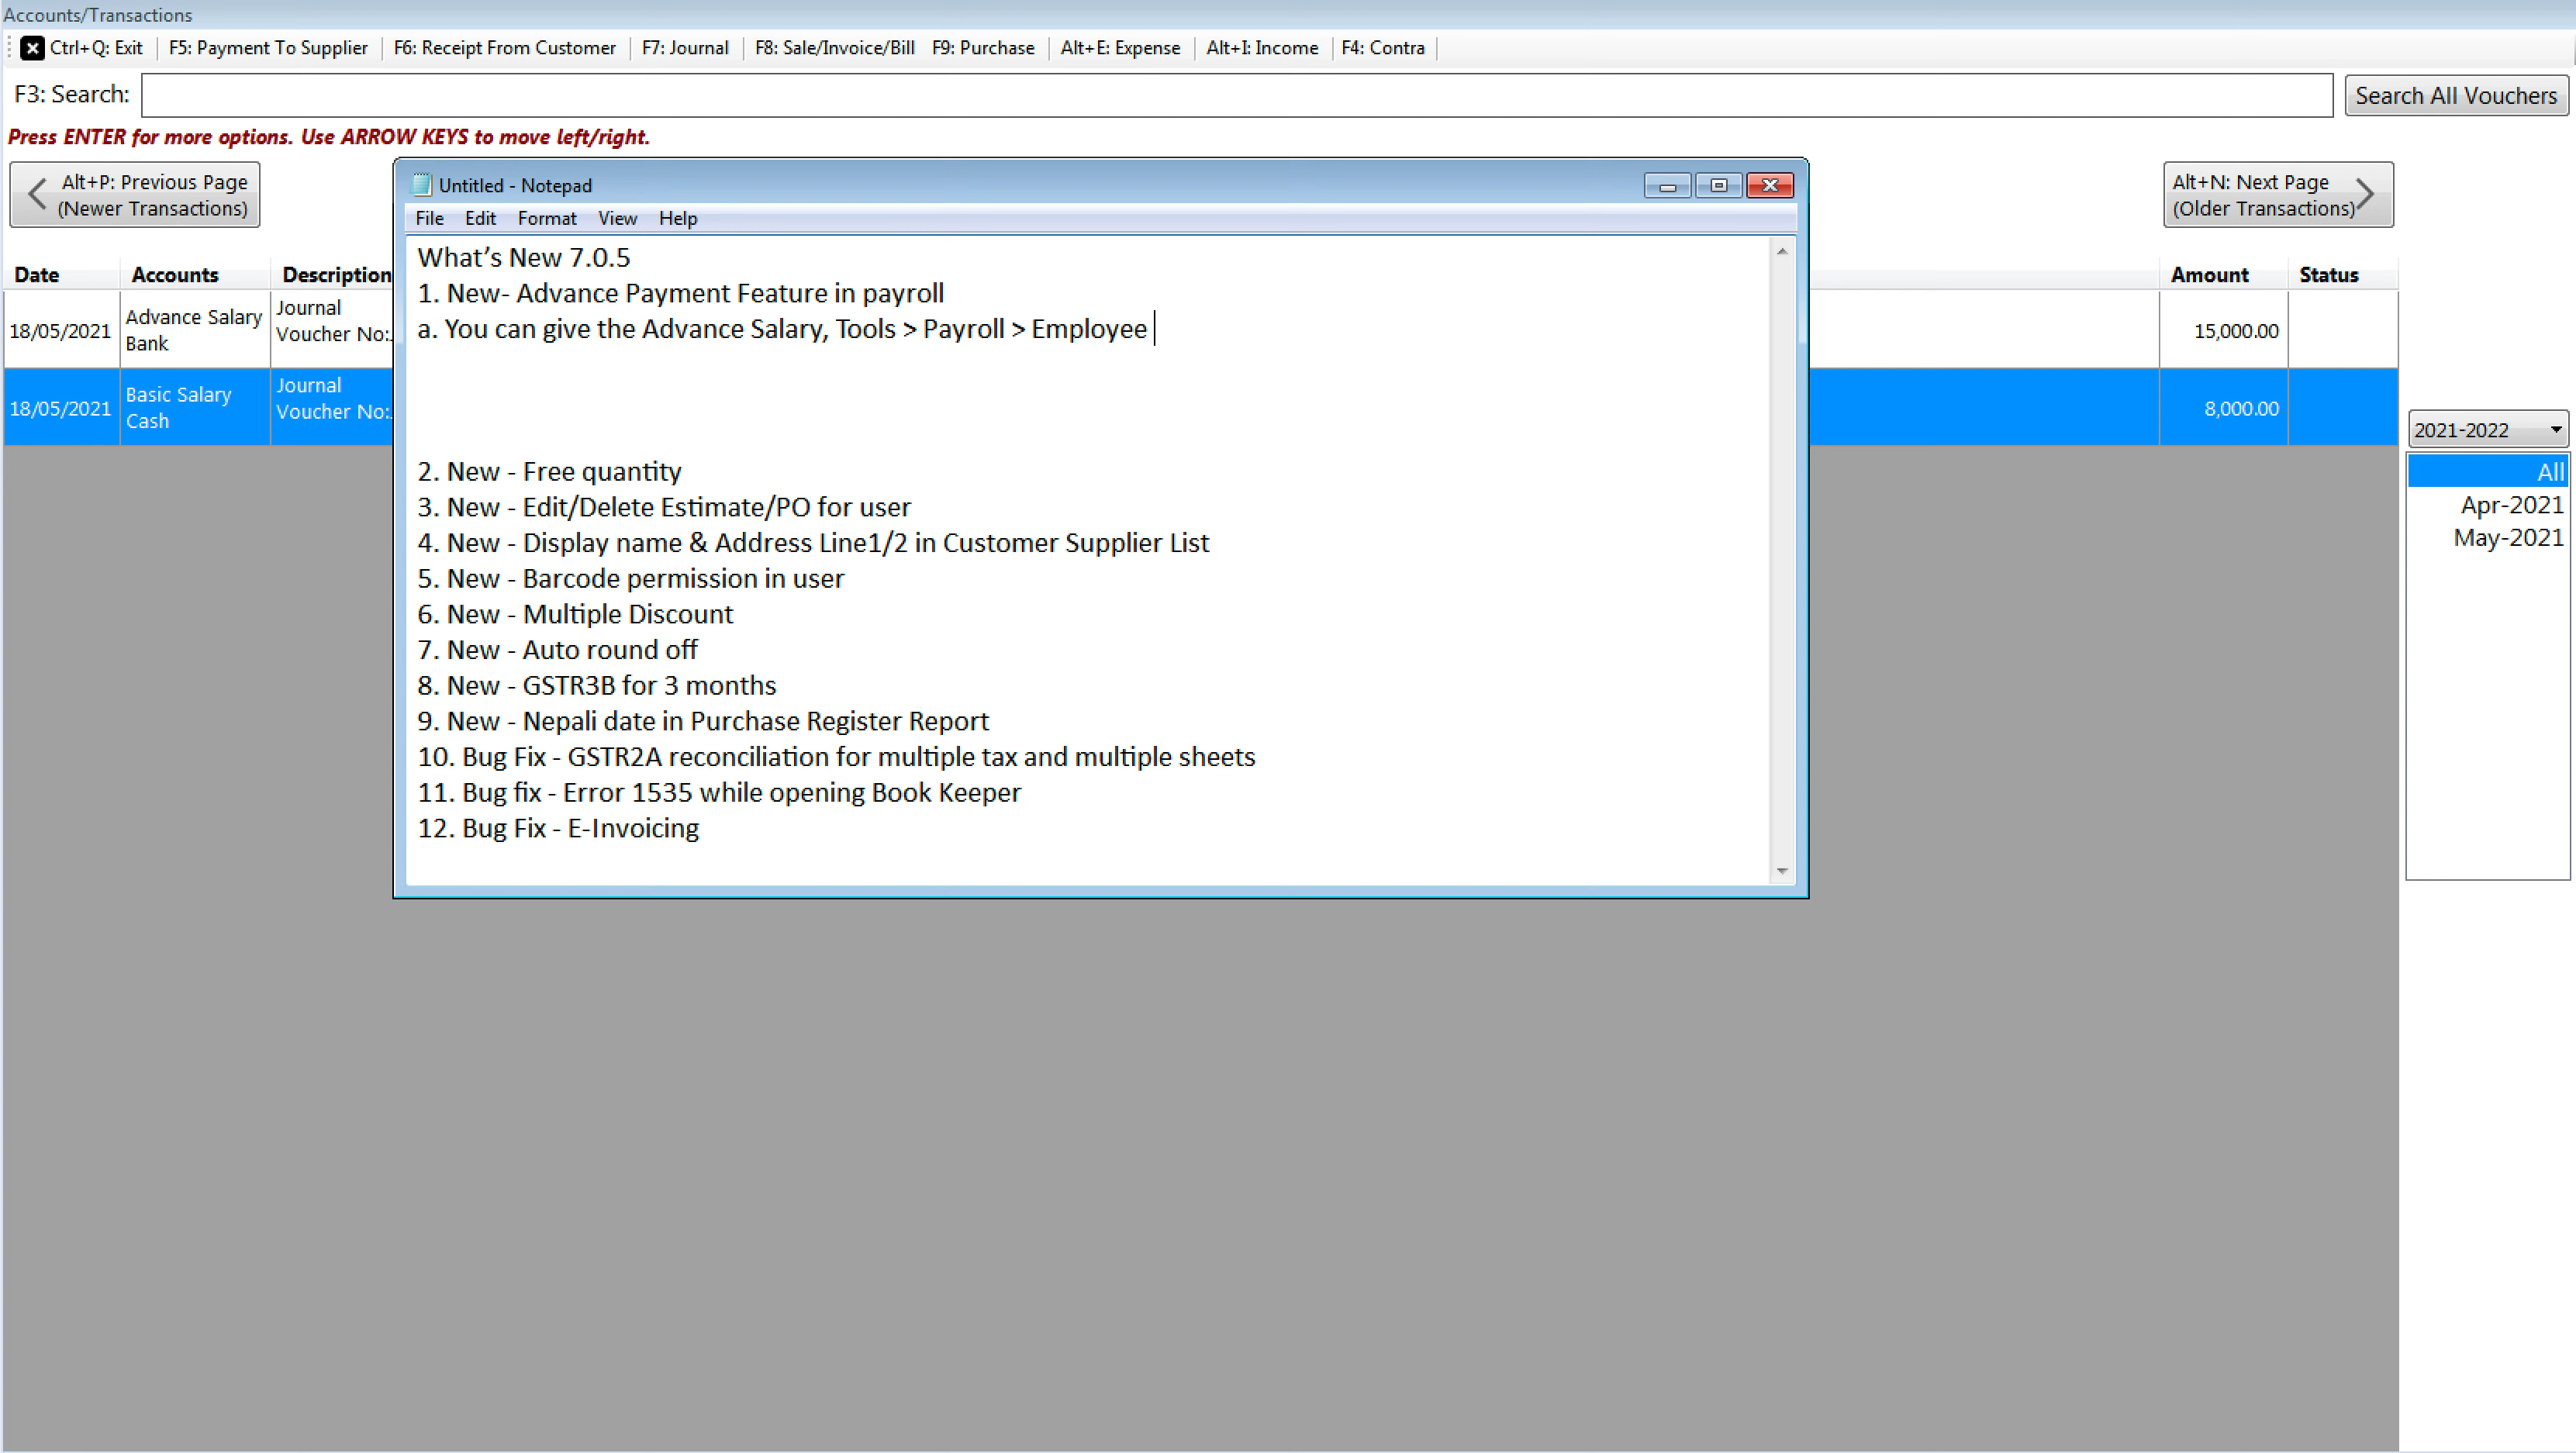 Accounts/Transactions
Ctrl+Q: Exit F5: Payment To Supplier F6: Receipt From Customer F7: Journal F8: Sale/Invoice/Bill F9: Purchase Alt+E: Expense Alt+I: Income F4: Contra
F3: Search: Search All Vouchers
Press ENTER for more options. Use ARROW KEYS to move left/right.
Alt+P: Previous Page
(Newer Transactions)
Alt+N: Next Page
(Older Transactions)
Date Accounts Description Amount Status
18/05/2021 Advance Salary Bank Journal Voucher No:. 15,000.00
18/05/2021 Basic Salary Cash Journal Voucher No:. 8,000.00
Untitled - Notepad
File Edit Format View Help
What’s New 7.0.5
1. New- Advance Payment Feature in payroll
a. You can give the Advance Salary, Tools > Payroll > Employee
2. New - Free quantity
3. New - Edit/Delete Estimate/PO for user
4. New - Display name & Address Line1/2 in Customer Supplier List
5. New - Barcode permission in user
6. New - Multiple Discount
7. New - Auto round off
8. New - GSTR3B for 3 months
9. New - Nepali date in Purchase Register Report
10. Bug Fix - GSTR2A reconciliation for multiple tax and multiple sheets
11. Bug fix - Error 1535 while opening Book Keeper
12. Bug Fix - E-Invoicing
2021-2022
All
Apr-2021
May-2021